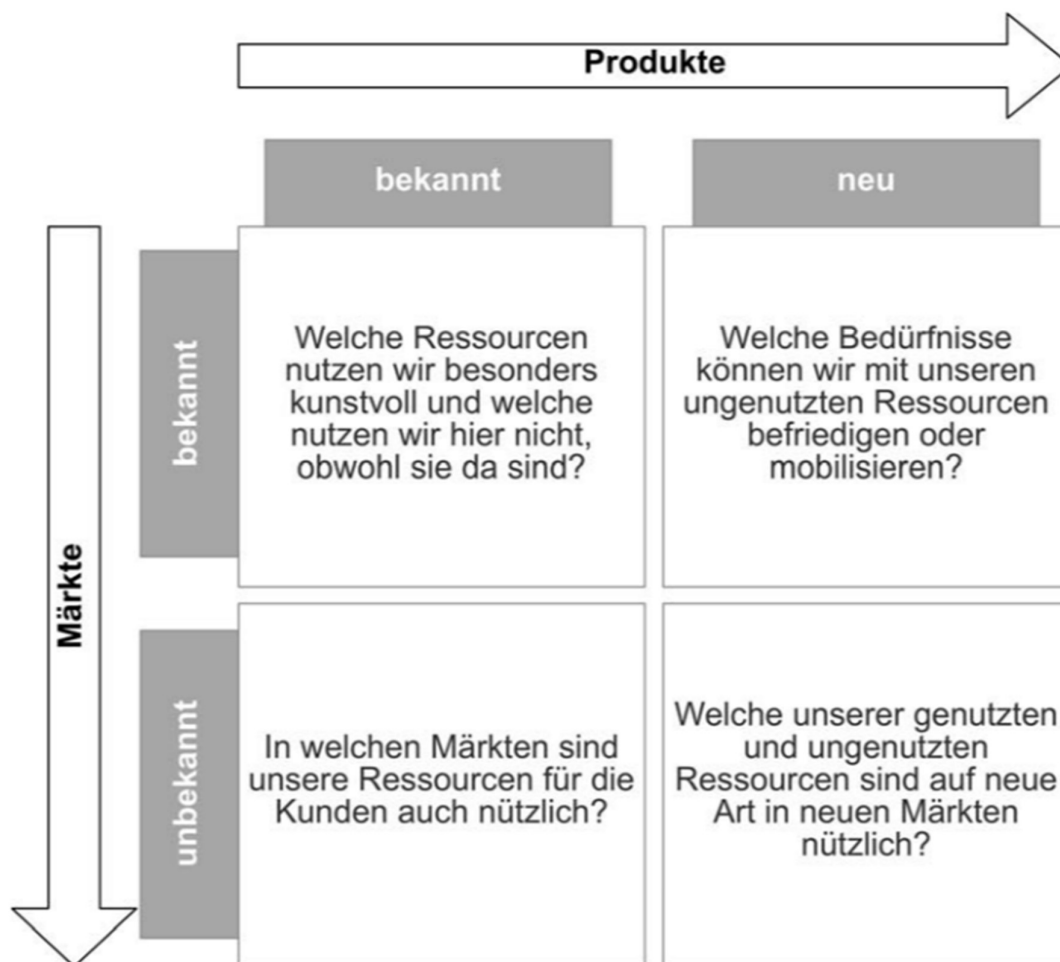 Produkte
bekannt
neu
Märkte
bekannt
Welche Ressourcen
nutzen wir besonders
kunstvoll und welche
nutzen wir hier nicht,
obwohl sie da sind?
Welche Bedürfnisse
können wir mit unseren
ungenutzten Ressourcen
befriedigen oder
mobilisieren?
unbekannt
In welchen Märkten sind
unsere Ressourcen für die
Kunden auch nützlich?
Welche unserer genutzten
und ungenutzten
Ressourcen sind auf neue
Art in neuen Märkten
nützlich?